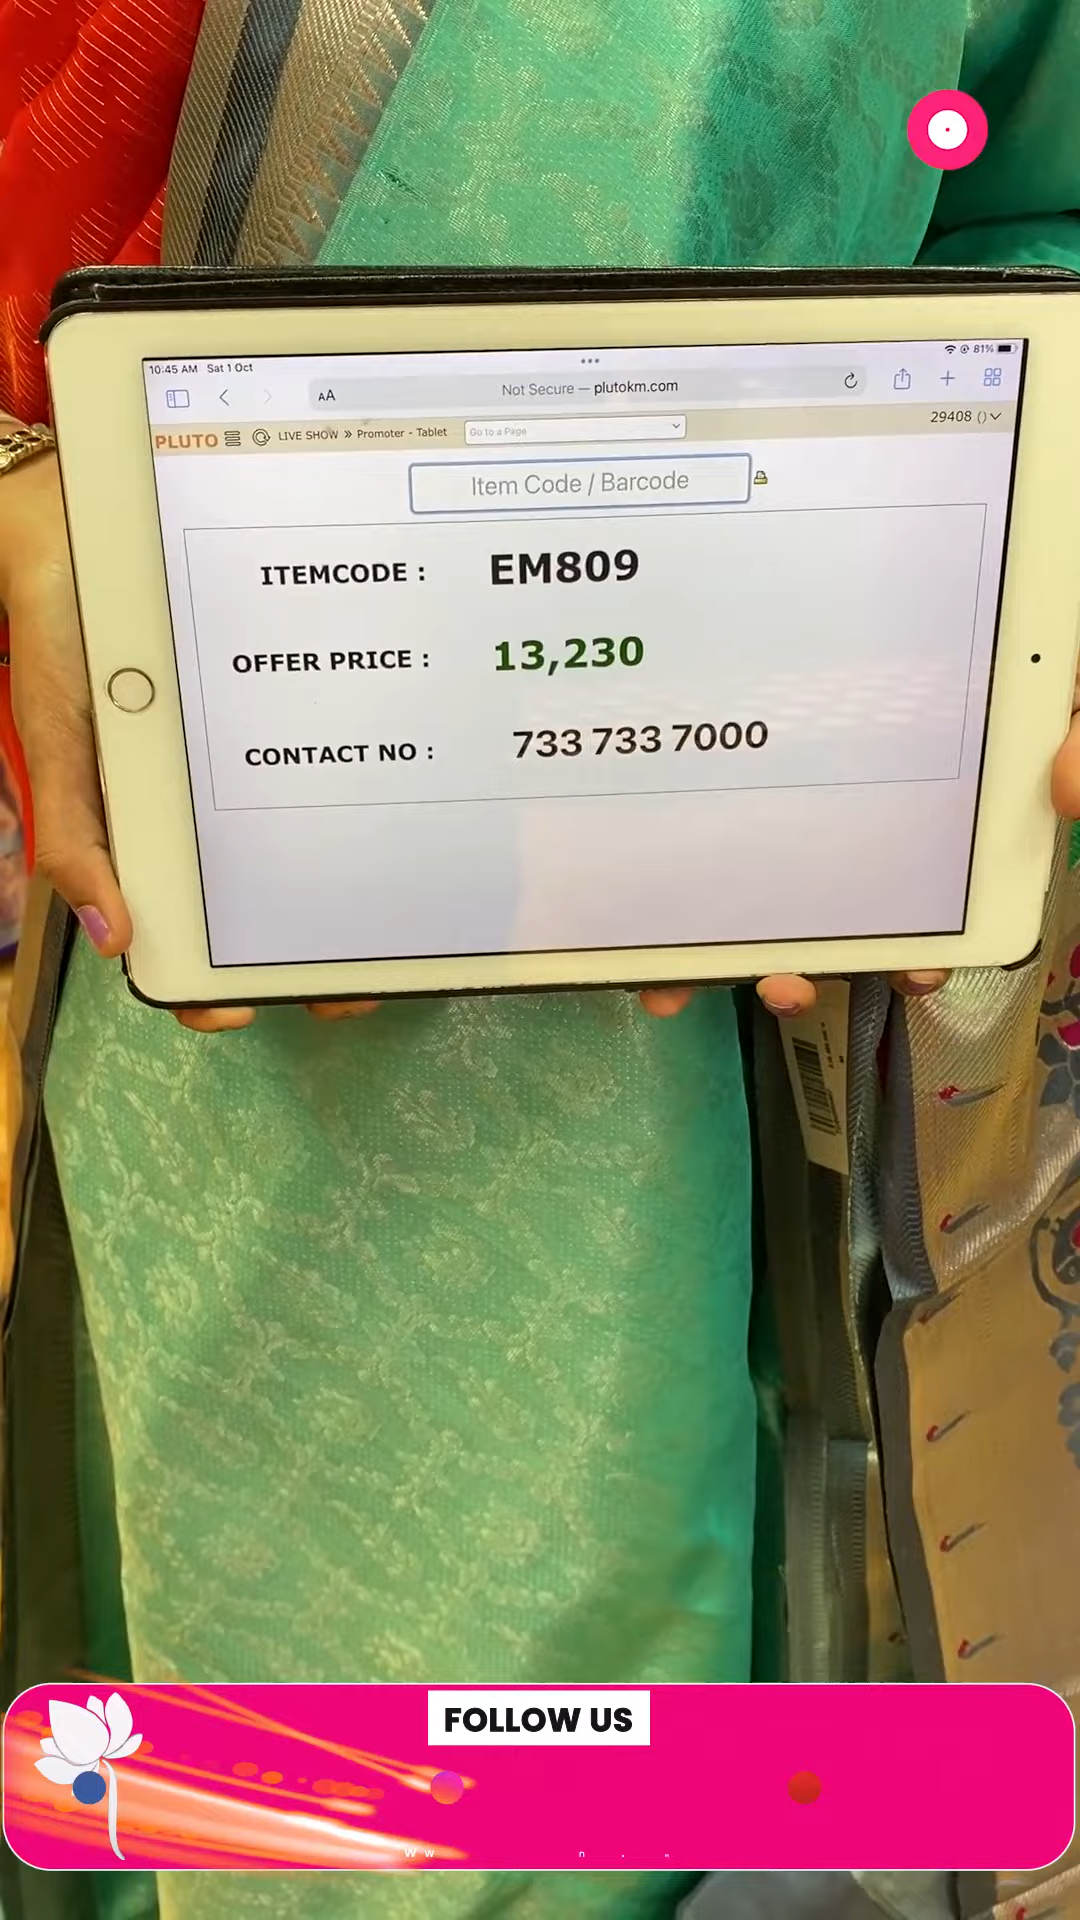 10:45 AM Sat 1 Oct
81%
AA
Not Secure — plutokm.com
PLUTO
LIVE SHOW » Promoter - Tablet
Go to a Page
29408 ()
Item Code / Barcode
ITEMCODE : EM809
OFFER PRICE : 13,230
CONTACT NO : 733 733 7000
FOLLOW US